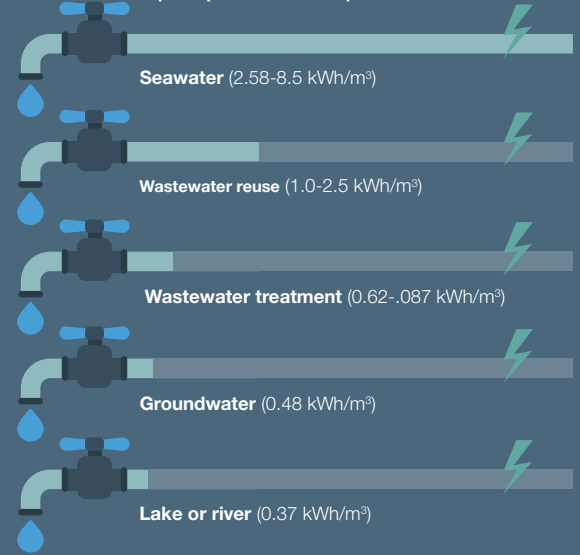 Seawater (2.58-8.5 kWh/m³)
Wastewater reuse (1.0-2.5 kWh/m³)
Wastewater treatment (0.62-.087 kWh/m³)
Groundwater (0.48 kWh/m³)
Lake or river (0.37 kWh/m³)